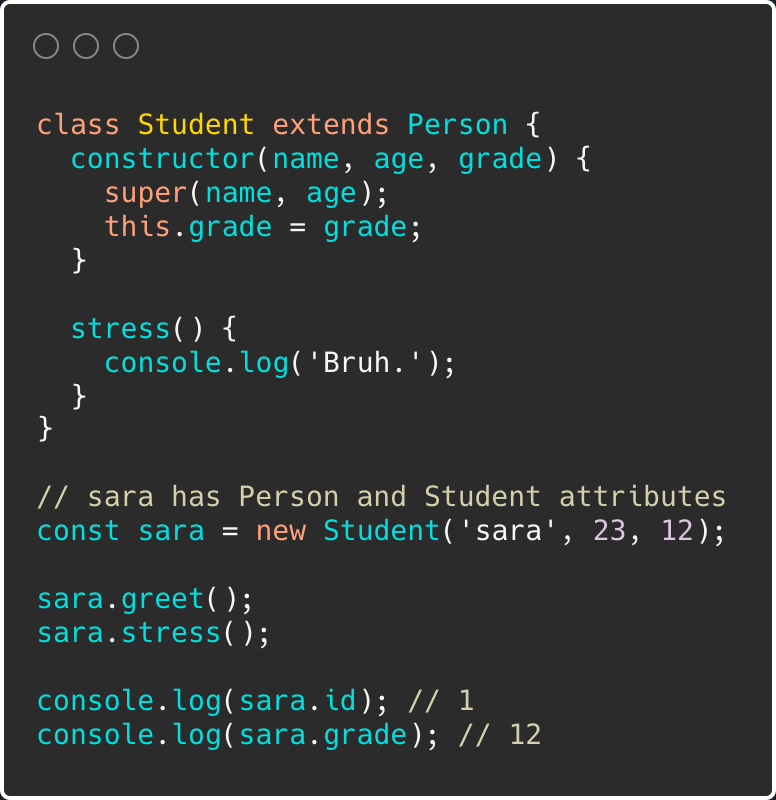 class Student extends Person {
  constructor(name, age, grade) {
    super(name, age);
    this.grade = grade;
  }

  stress() {
    console.log('Bruh.');
  }
}

// sara has Person and Student attributes
const sara = new Student('sara', 23, 12);

sara.greet();
sara.stress();

console.log(sara.id); // 1
console.log(sara.grade); // 12